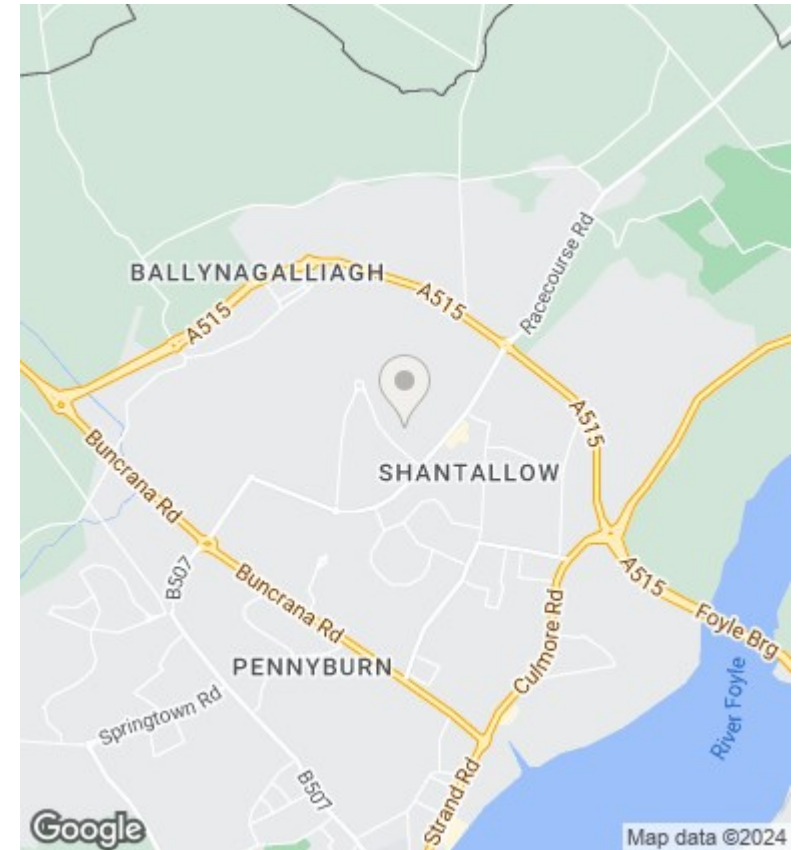 Racecourse Rd
BALLYNAGALLIAGH
A515
A515
A515
Buncrana Rd
SHANTALLOW
B507
Buncrana Rd
A515
Foyle Brg
Culmore Rd
PENNYBURN
River Foyle
Springtown Rd
B507
Strand Rd
Google
Map data ©2024